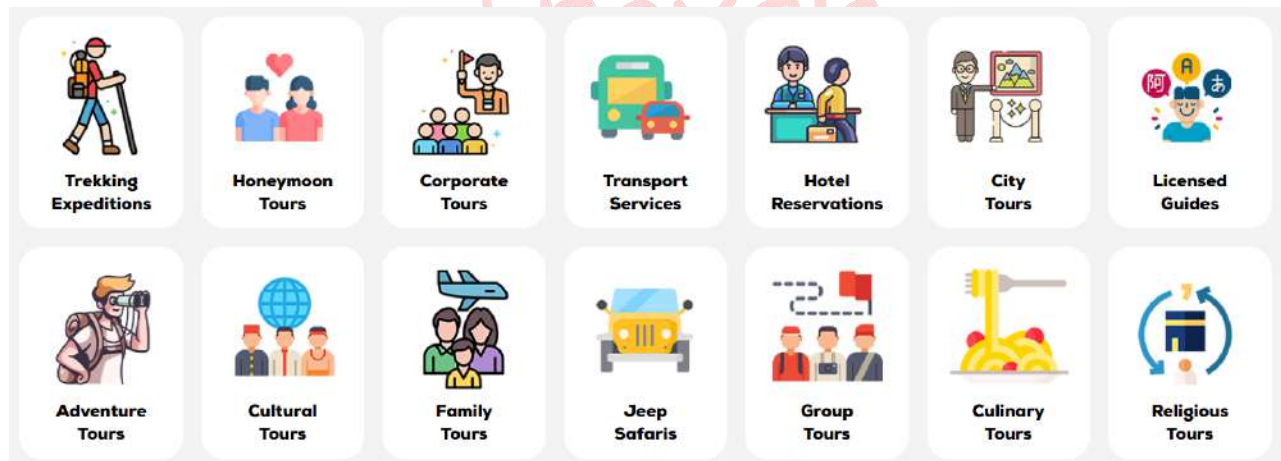 Trekking
Expeditions
Honeymoon
Tours
Corporate
Tours
Transport
Services
Hotel
Reservations
City
Tours
Licensed
Guides
阿
A
あ
Adventure
Tours
Cultural
Tours
Family
Tours
Jeep
Safaris
Group
Tours
Culinary
Tours
Religious
Tours